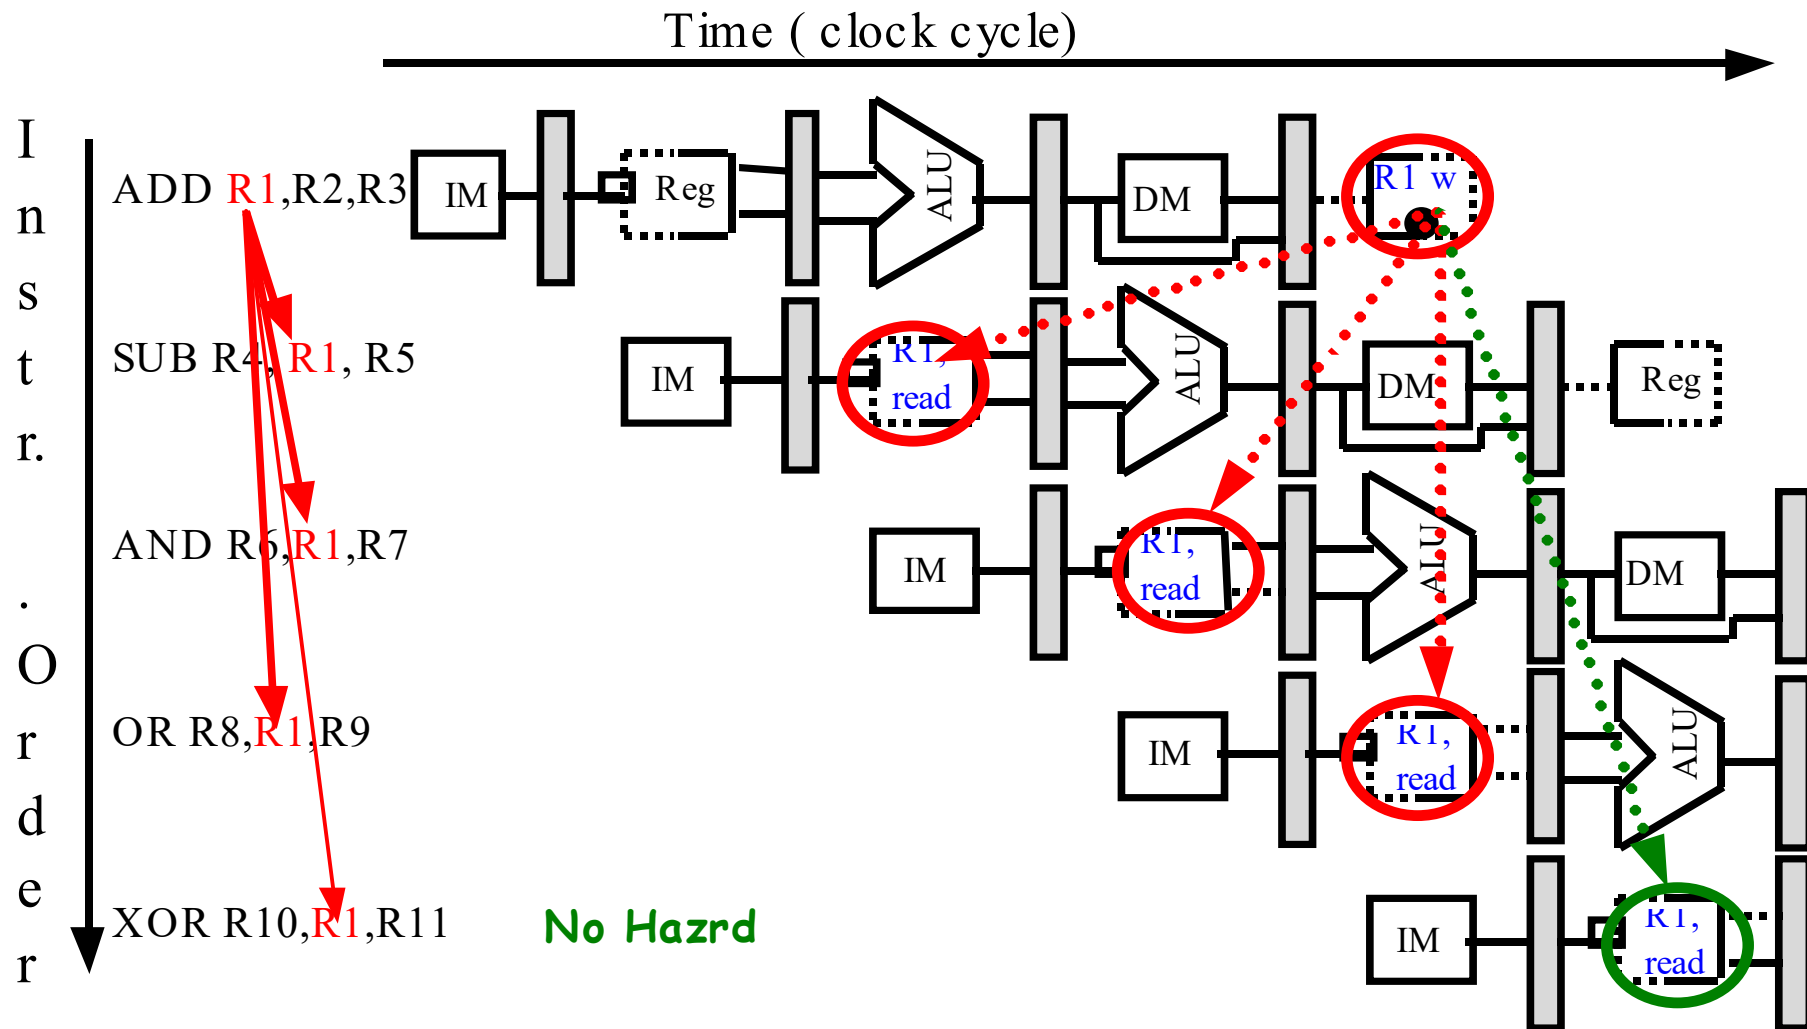 Time ( clock cycle)
I
n
s
t
r.
.
O
r
d
e
r
ADD R1,R2,R3
IM
Reg
ALU
DM
R1 w
SUB R4, R1, R5
IM
R1,
read
ALU
DM
Reg
AND R6,R1,R7
IM
R1,
read
ALU
DM
OR R8,R1,R9
IM
R1,
read
ALU
XOR R10,R1,R11
No Hazrd
IM
R1,
read